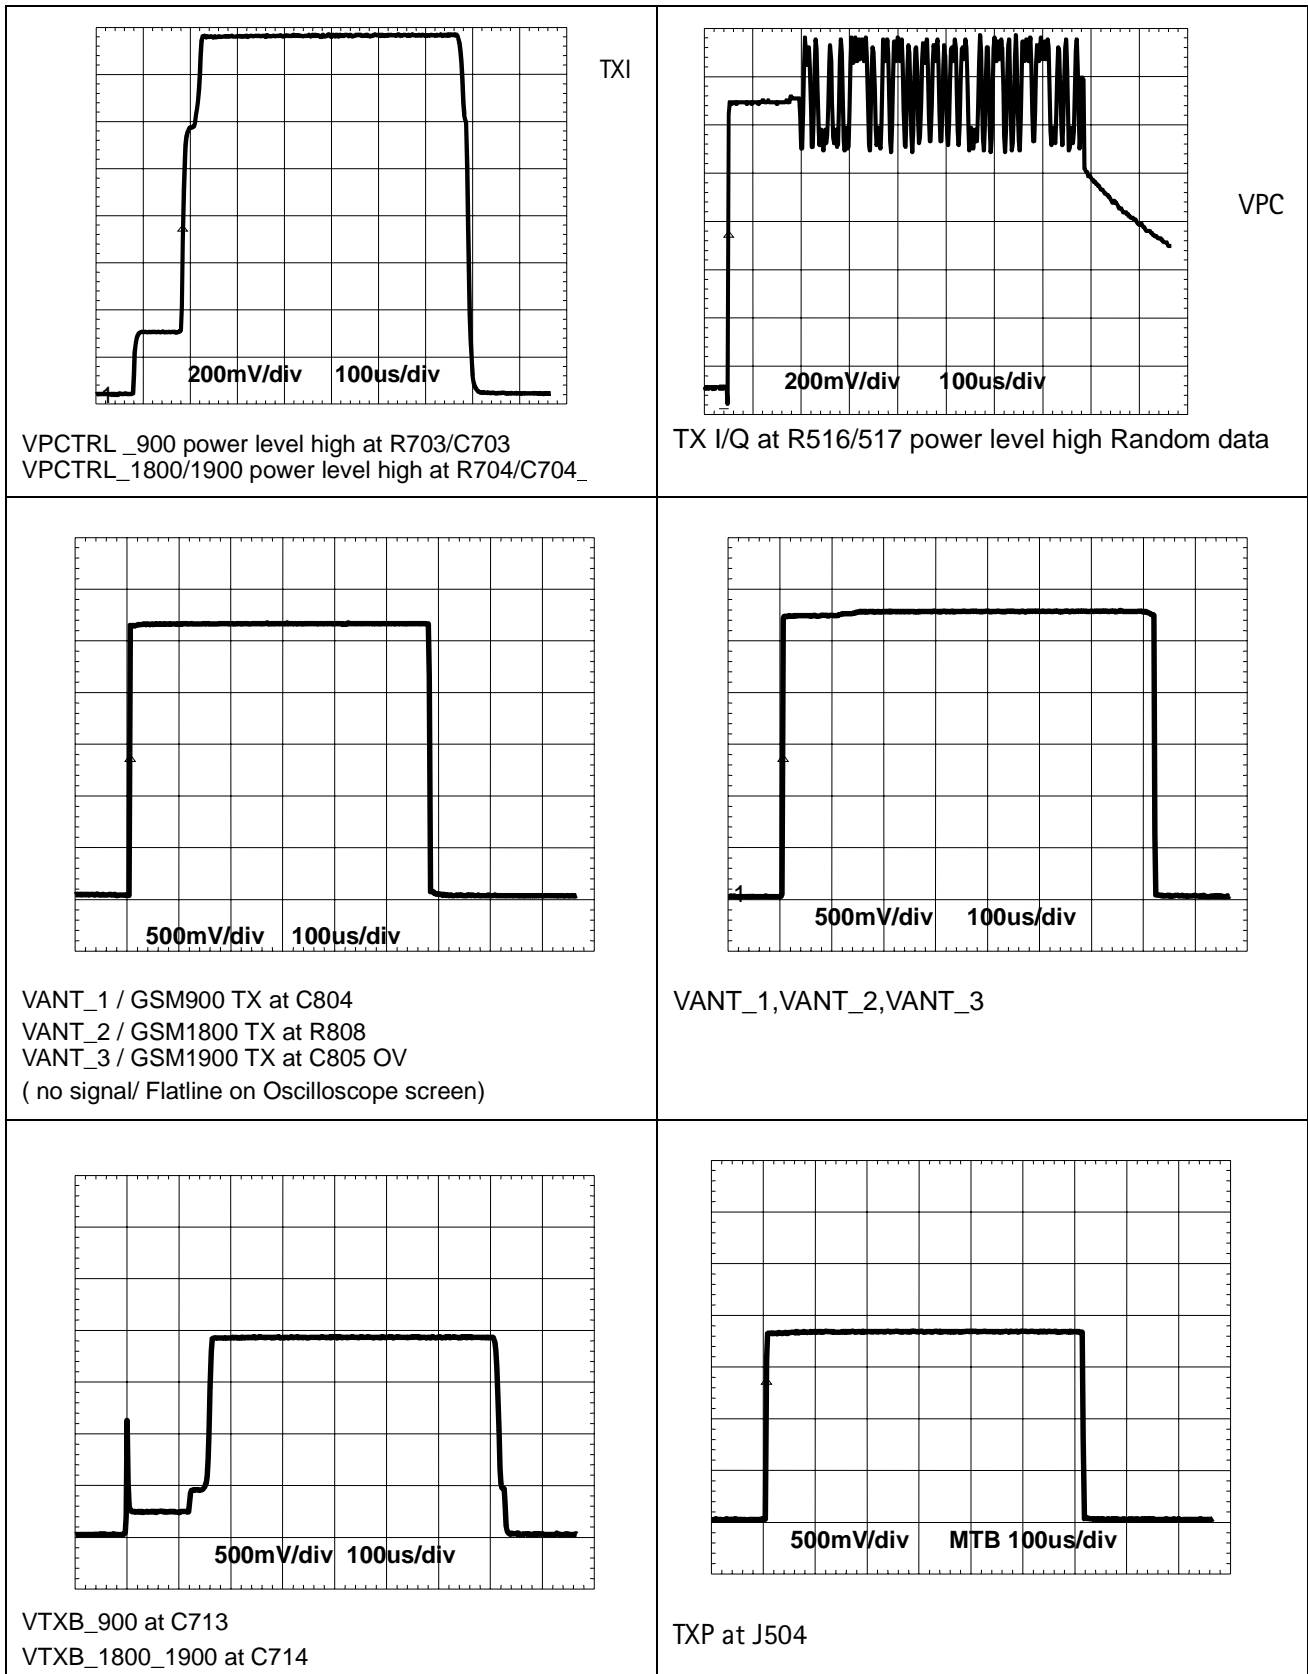 TXI
1
200mV/div 100us/div
VPCTRL _900 power level high at R703/C703
VPCTRL_1800/1900 power level high at R704/C704_
VPC
200mV/div 100us/div
TX I/Q at R516/517 power level high Random data
500mV/div 100us/div
VANT_1 / GSM900 TX at C804
VANT_2 / GSM1800 TX at R808
VANT_3 / GSM1900 TX at C805 OV
( no signal/ Flatline on Oscilloscope screen)
1
500mV/div 100us/div
VANT_1,VANT_2,VANT_3
500mV/div 100us/div
VTXB_900 at C713
VTXB_1800_1900 at C714
500mV/div MTB 100us/div
TXP at J504